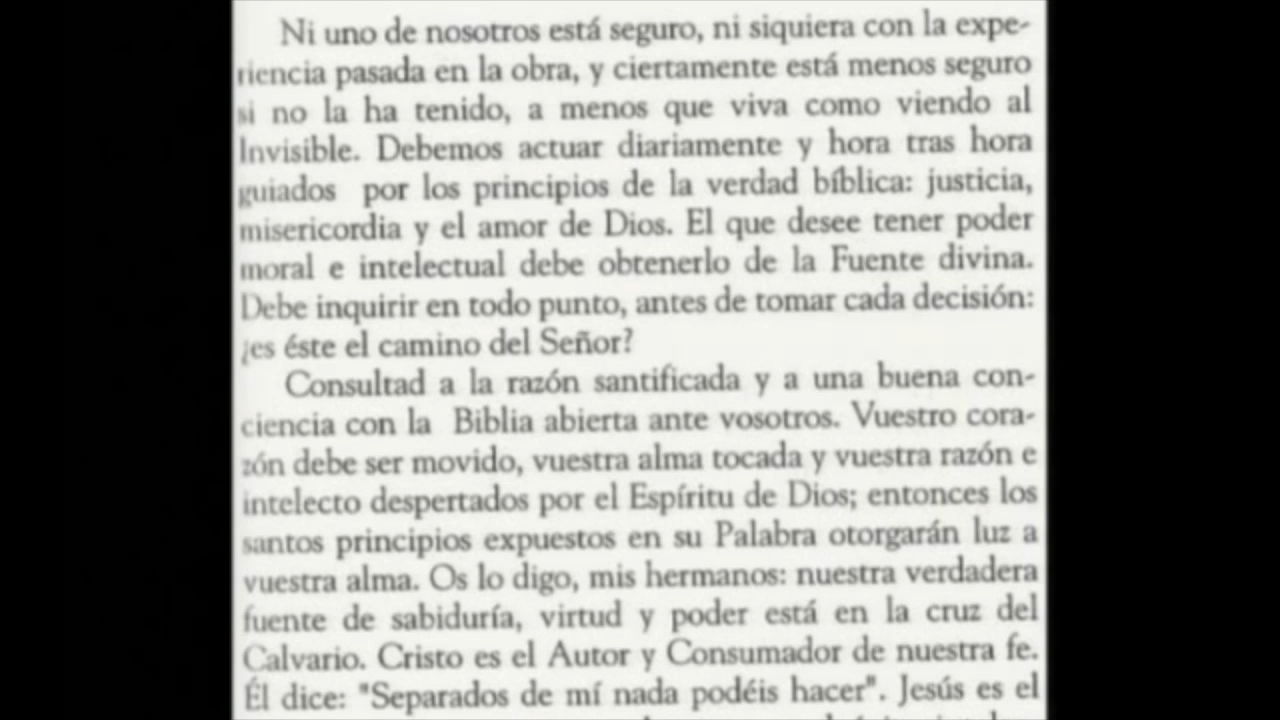 Ni uno de nosotros está seguro, ni siquiera con la expe-
riencia pasada en la obra, y ciertamente está menos seguro
si no la ha tenido, a menos que viva como viendo al
Invisible. Debemos actuar diariamente y hora tras hora
guiados por los principios de la verdad bíblica: justicia,
misericordia y el amor de Dios. El que desee tener poder
moral e intelectual debe obtenerlo de la Fuente divina.
Debe inquirir en todo punto, antes de tomar cada decisión:
¿es éste el camino del Señor?
Consultad a la razón santificada y a una buena con-
ciencia con la Biblia abierta ante vosotros. Vuestro cora-
zón debe ser movido, vuestra alma tocada y vuestra razón e
intelecto despertados por el Espíritu de Dios; entonces los
santos principios expuestos en su Palabra otorgarán luz a
vuestra alma. Os lo digo, mis hermanos: nuestra verdadera
fuente de sabiduría, virtud y poder está en la cruz del
Calvario. Cristo es el Autor y Consumador de nuestra fe.
Él dice: "Separados de mí nada podéis hacer". Jesús es el